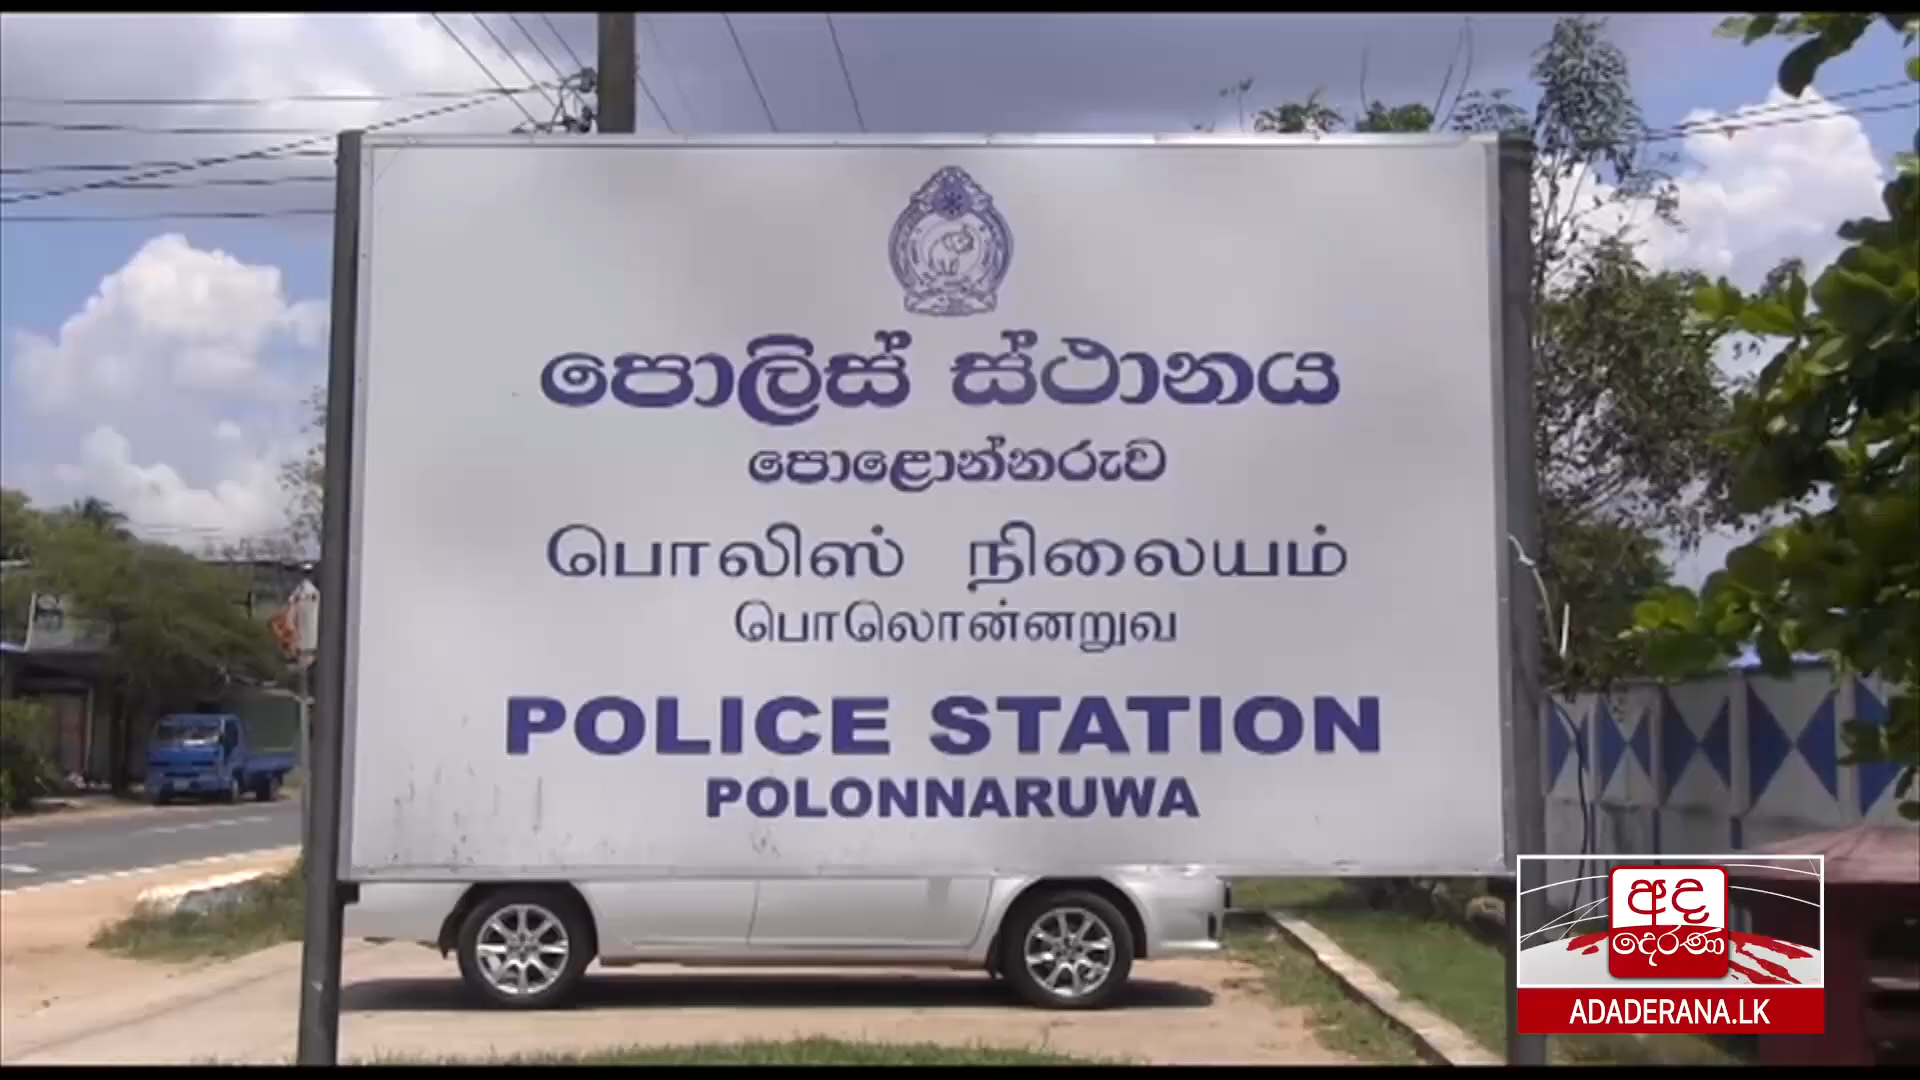 පොලිස් ස්ථානය
පොළොන්නරුව
பொலிஸ் நிலையம்
பொலொன்னறுவ
POLICE STATION
POLONNARUWA
අද
දෙරණ
ADADERANA.LK